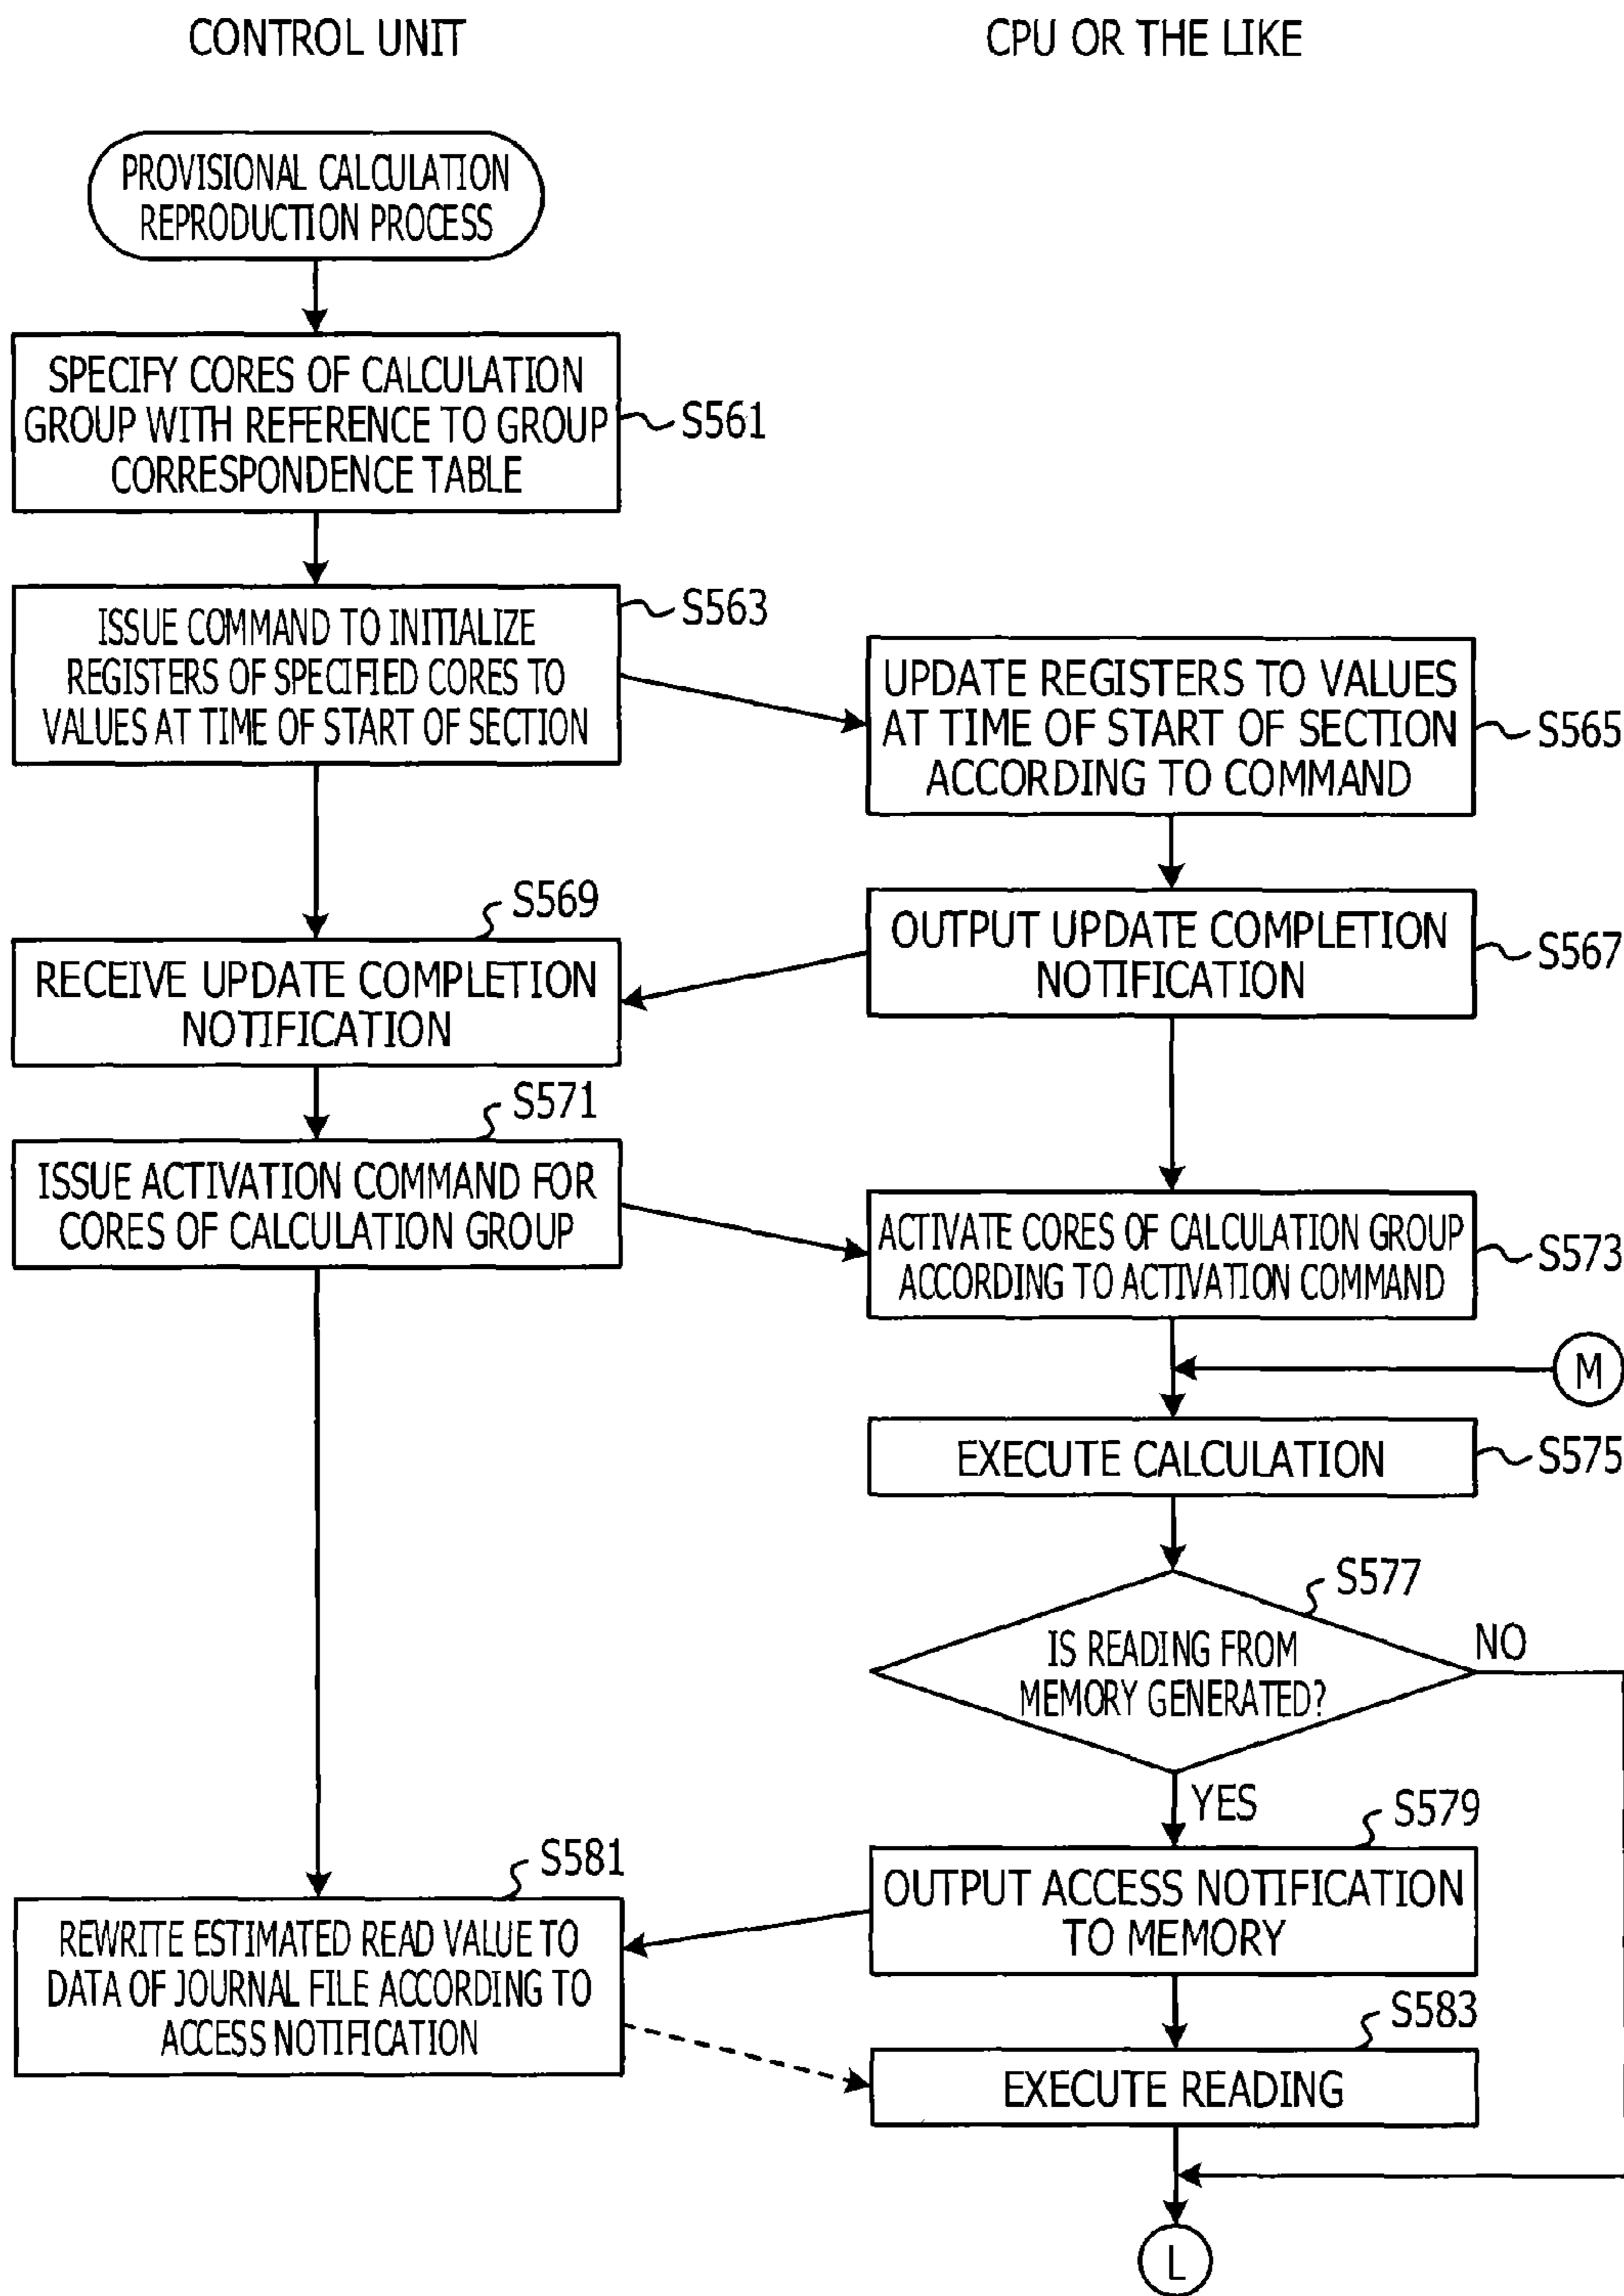 CONTROL UNIT
CPU OR THE LIKE
PROVISIONAL CALCULATION
REPRODUCTION PROCESS
SPECIFY CORES OF CALCULATION
GROUP WITH REFERENCE TO GROUP
CORRESPONDENCE TABLE
S561
ISSUE COMMAND TO INITIALIZE
REGISTERS OF SPECIFIED CORES TO
VALUES AT TIME OF START OF SECTION
S563
UPDATE REGISTERS TO VALUES
AT TIME OF START OF SECTION
ACCORDING TO COMMAND
S565
OUTPUT UPDATE COMPLETION
NOTIFICATION
S567
S569
RECEIVE UPDATE COMPLETION
NOTIFICATION
S571
ISSUE ACTIVATION COMMAND FOR
CORES OF CALCULATION GROUP
ACTIVATE CORES OF CALCULATION GROUP
ACCORDING TO ACTIVATION COMMAND
S573
M
EXECUTE CALCULATION
S575
S577
IS READING FROM
MEMORY GENERATED?
NO
YES
S579
OUTPUT ACCESS NOTIFICATION
TO MEMORY
S581
REWRITE ESTIMATED READ VALUE TO
DATA OF JOURNAL FILE ACCORDING TO
ACCESS NOTIFICATION
S583
EXECUTE READING
L